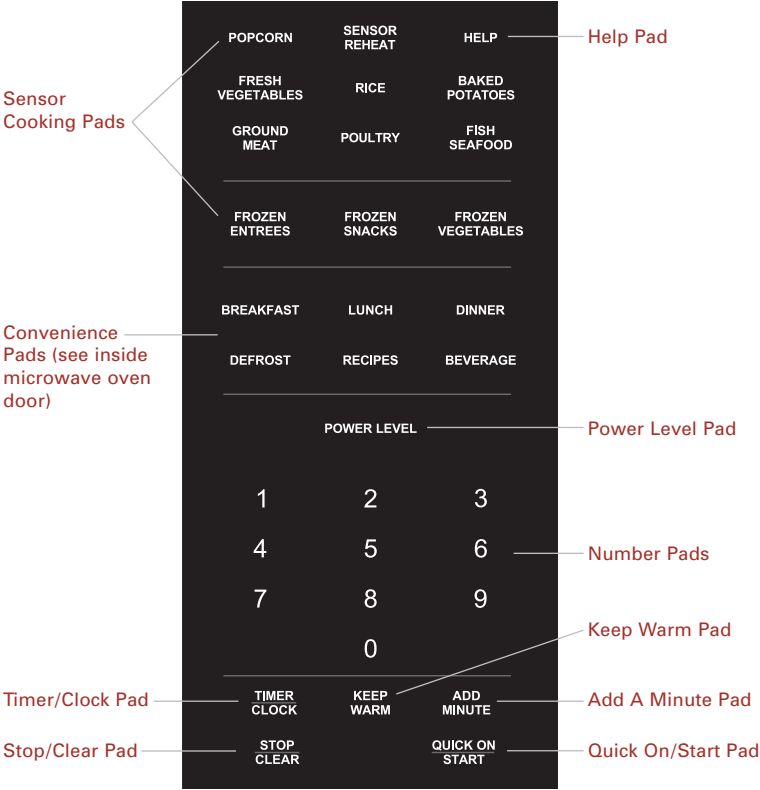 POPCORN
SENSOR
REHEAT
HELP
Help Pad
FRESH
VEGETABLES
RICE
BAKED
POTATOES
Sensor
Cooking Pads
GROUND
MEAT
POULTRY
FISH
SEAFOOD
FROZEN
ENTREES
FROZEN
SNACKS
FROZEN
VEGETABLES
BREAKFAST
LUNCH
DINNER
Convenience
Pads (see inside
microwave oven
door)
DEFROST
RECIPES
BEVERAGE
POWER LEVEL
Power Level Pad
1
2
3
4
5
6
Number Pads
7
8
9
0
Keep Warm Pad
Timer/Clock Pad
TIMER
CLOCK
KEEP
WARM
ADD
MINUTE
Add A Minute Pad
Stop/Clear Pad
STOP
CLEAR
QUICK ON
START
Quick On/Start Pad